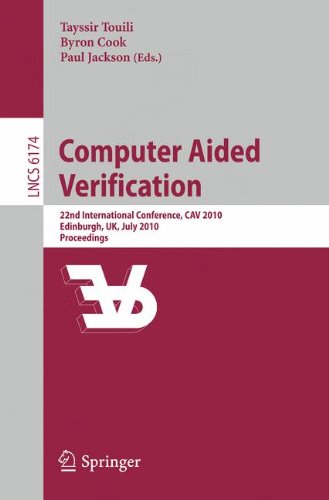 Tayssir Touili
Byron Cook
Paul Jackson (Eds.)
LNCS 6174
Computer Aided
Verification
22nd International Conference, CAV 2010
Edinburgh, UK, July 2010
Proceedings
Springer